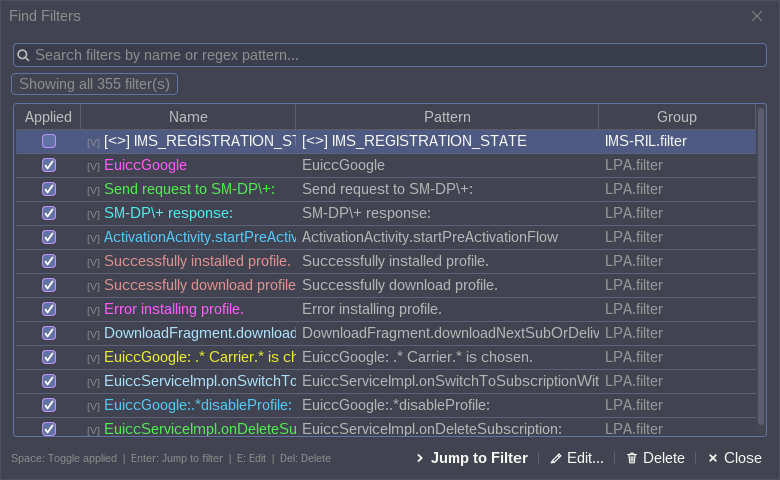 Find Filters
Search filters by name or regex pattern...
Showing all 355 filter(s)
Applied Name Pattern Group
[V] [<>] IMS_REGISTRATION_ST [<>] IMS_REGISTRATION_STATE IMS-RIL.filter
[V] EuiccGoogle EuiccGoogle LPA.filter
[V] Send request to SM-DP\+: Send request to SM-DP\+: LPA.filter
[V] SM-DP\+ response: SM-DP\+ response: LPA.filter
[V] ActivationActivity.startPreActiv ActivationActivity.startPreActivationFlow LPA.filter
[V] Successfully installed profile. Successfully installed profile. LPA.filter
[V] Successfully download profile Successfully download profile. LPA.filter
[V] Error installing profile. Error installing profile. LPA.filter
[V] DownloadFragment.download DownloadFragment.downloadNextSubOrDeliv LPA.filter
[V] EuiccGoogle: .* Carrier.* is ch EuiccGoogle: .* Carrier.* is chosen. LPA.filter
[V] EuiccServiceImpl.onSwitchTo EuiccServiceImpl.onSwitchToSubscriptionWit LPA.filter
[V] EuiccGoogle:.*disableProfile: EuiccGoogle:.*disableProfile: LPA.filter
[V] EuiccServiceImpl.onDeleteSu EuiccServiceImpl.onDeleteSubscription: LPA.filter
Space: Toggle applied | Enter: Jump to filter | E: Edit | Del: Delete Jump to Filter Edit... Delete Close